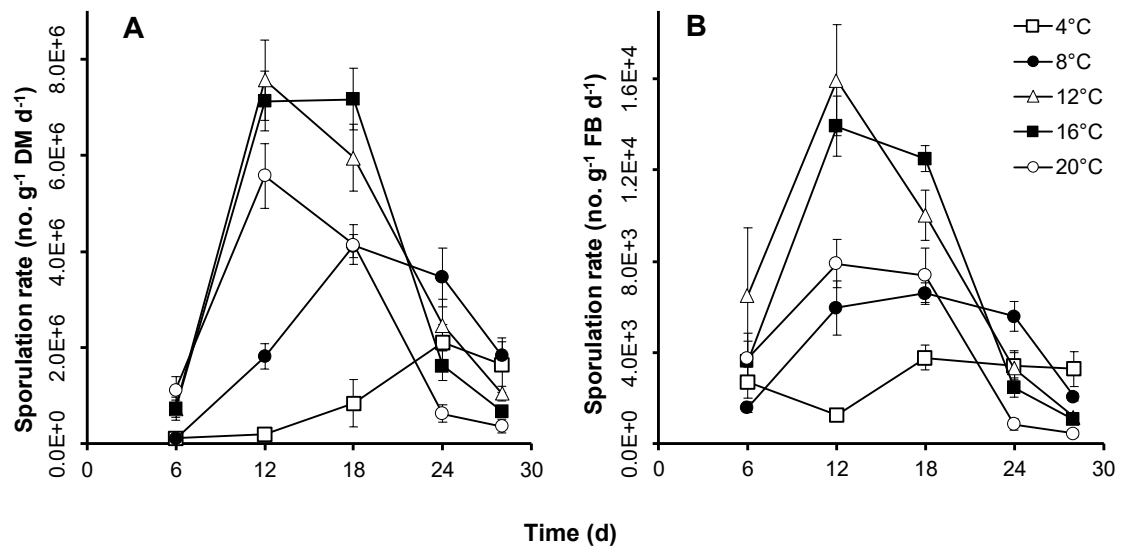 A
Sporulation rate (no. g-1 DM d-1)
8.0E+6
6.0E+6
4.0E+6
2.0E+6
0.0E+0
0 6 12 18 24 30
B
Sporulation rate (no. g-1 FB d-1)
1.6E+4
1.2E+4
8.0E+3
4.0E+3
0.0E+0
0 6 12 18 24 30
4°C
8°C
12°C
16°C
20°C
Time (d)